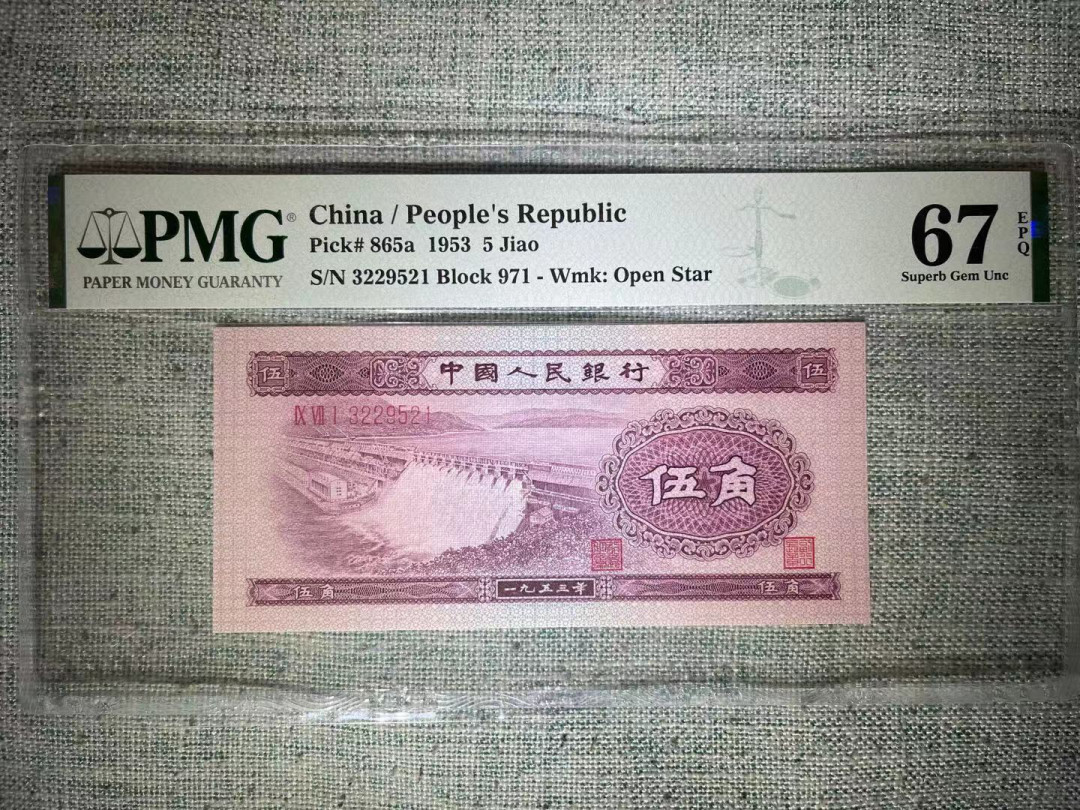 PMG®
PAPER MONEY GUARANTY
China / People's Republic
Pick# 865a 1953 5 Jiao
S/N 3229521 Block 971 - Wmk: Open Star
67
EPQ
Superb Gem Unc
伍 中國人民銀行 伍
IX VII I 3229521
伍角
伍角 一九五三年 伍角